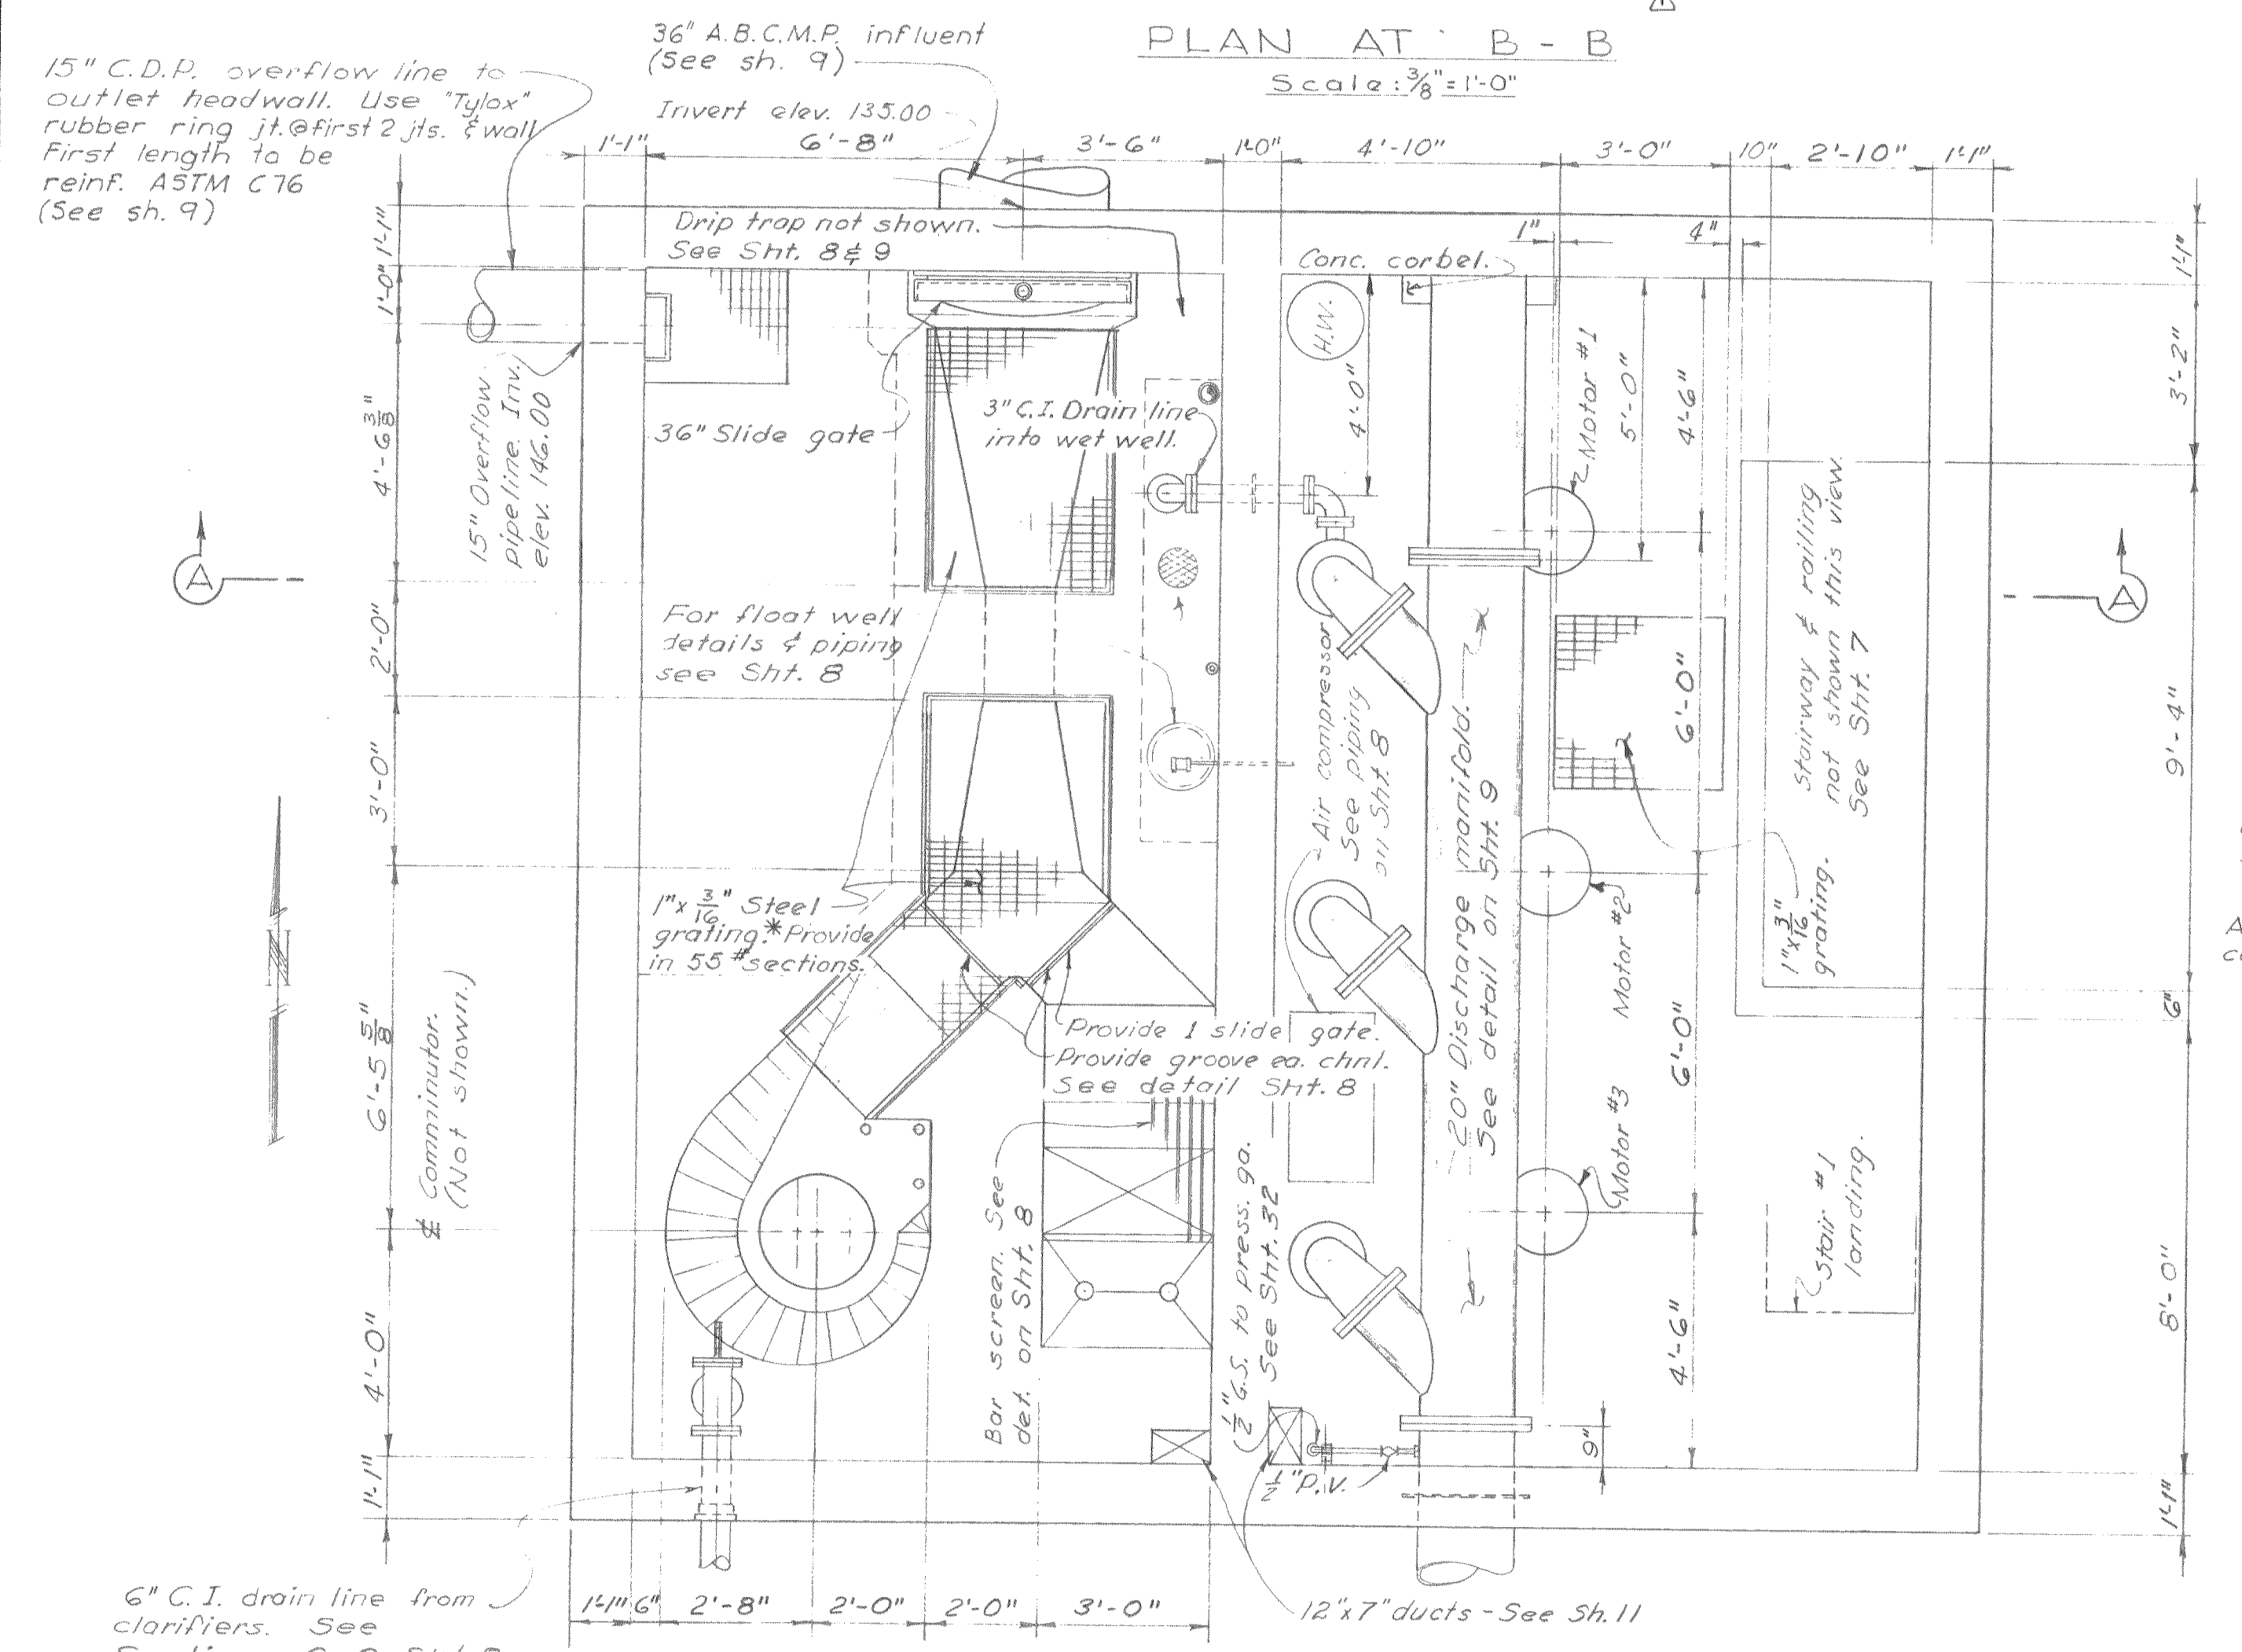 PLAN AT B-B
Scale: 3/8" = 1'-0"
36" A.B.C.M.P. influent
(See sh. 9)
Invert elev. 135.00
15" C.D.P. overflow line to
outlet headwall. Use "Tylox"
rubber ring jt. @ first 2 jts. & wall
First length to be
reinf. ASTM C76
(See sh. 9)
1'-1"
6'-8"
3'-6"
1'-0"
4'-10"
3'-0"
10"
2'-10"
1'-1"
Drip trap not shown.
See Sht. 8 & 9
Conc. corbel.
1"
4"
H.W.
1'-1"
1'-0"
4'-6 3/8"
2'-0"
3'-0"
6'-5 5/8"
4'-0"
1'-1"
15" Overflow
pipeline. Inv.
elev. 146.00
36" Slide gate
3" C.I. Drain line
into wet well.
4'-0"
Motor #1
5'-0"
4'-6"
1'-1"
3'-2"
9'-4"
6"
8'-0"
1'-1"
A
A
N
For float well
details & piping
see Sht. 8
Air compressor
See piping
on Sht. 8
20" Discharge manifold.
See detail on Sht. 9
6'-0"
Stairway & railing
not shown this view.
See Sht. 7
1" x 3/16" Steel
grating.* Provide
in 55 # sections.
Motor #2
1" x 3/16"
grating.
℄ Comminutor.
(Not shown.)
Provide 1 slide gate.
Provide groove ea. chnl.
See detail Sht. 8
6'-0"
Motor #3
Bar screen. See
det. on Sht. 8
1/2" G.S. to press. ga.
See Sht. 32
Stair #1
landing.
4'-6"
9"
1/2" P.V.
6" C.I. drain line from
clarifiers. See
1'-1"
6"
2'-8"
2'-0"
2'-0"
3'-0"
12" x 7" ducts - See Sh. 11